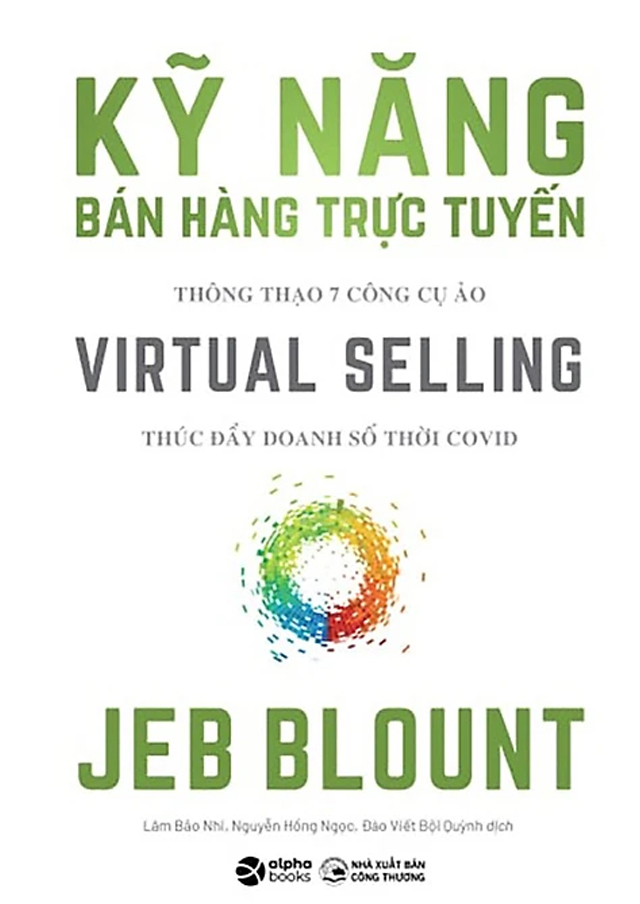 KỸ NĂNG
BÁN HÀNG TRỰC TUYẾN
THÔNG THẠO 7 CÔNG CỤ ẢO
VIRTUAL SELLING
THÚC ĐẨY DOANH SỐ THỜI COVID
JEB BLOUNT
Lâm Bảo Nhi, Nguyễn Hồng Ngọc, Đào Viết Bội Quỳnh dịch
alpha
books
NHÀ XUẤT BẢN
CÔNG THƯƠNG